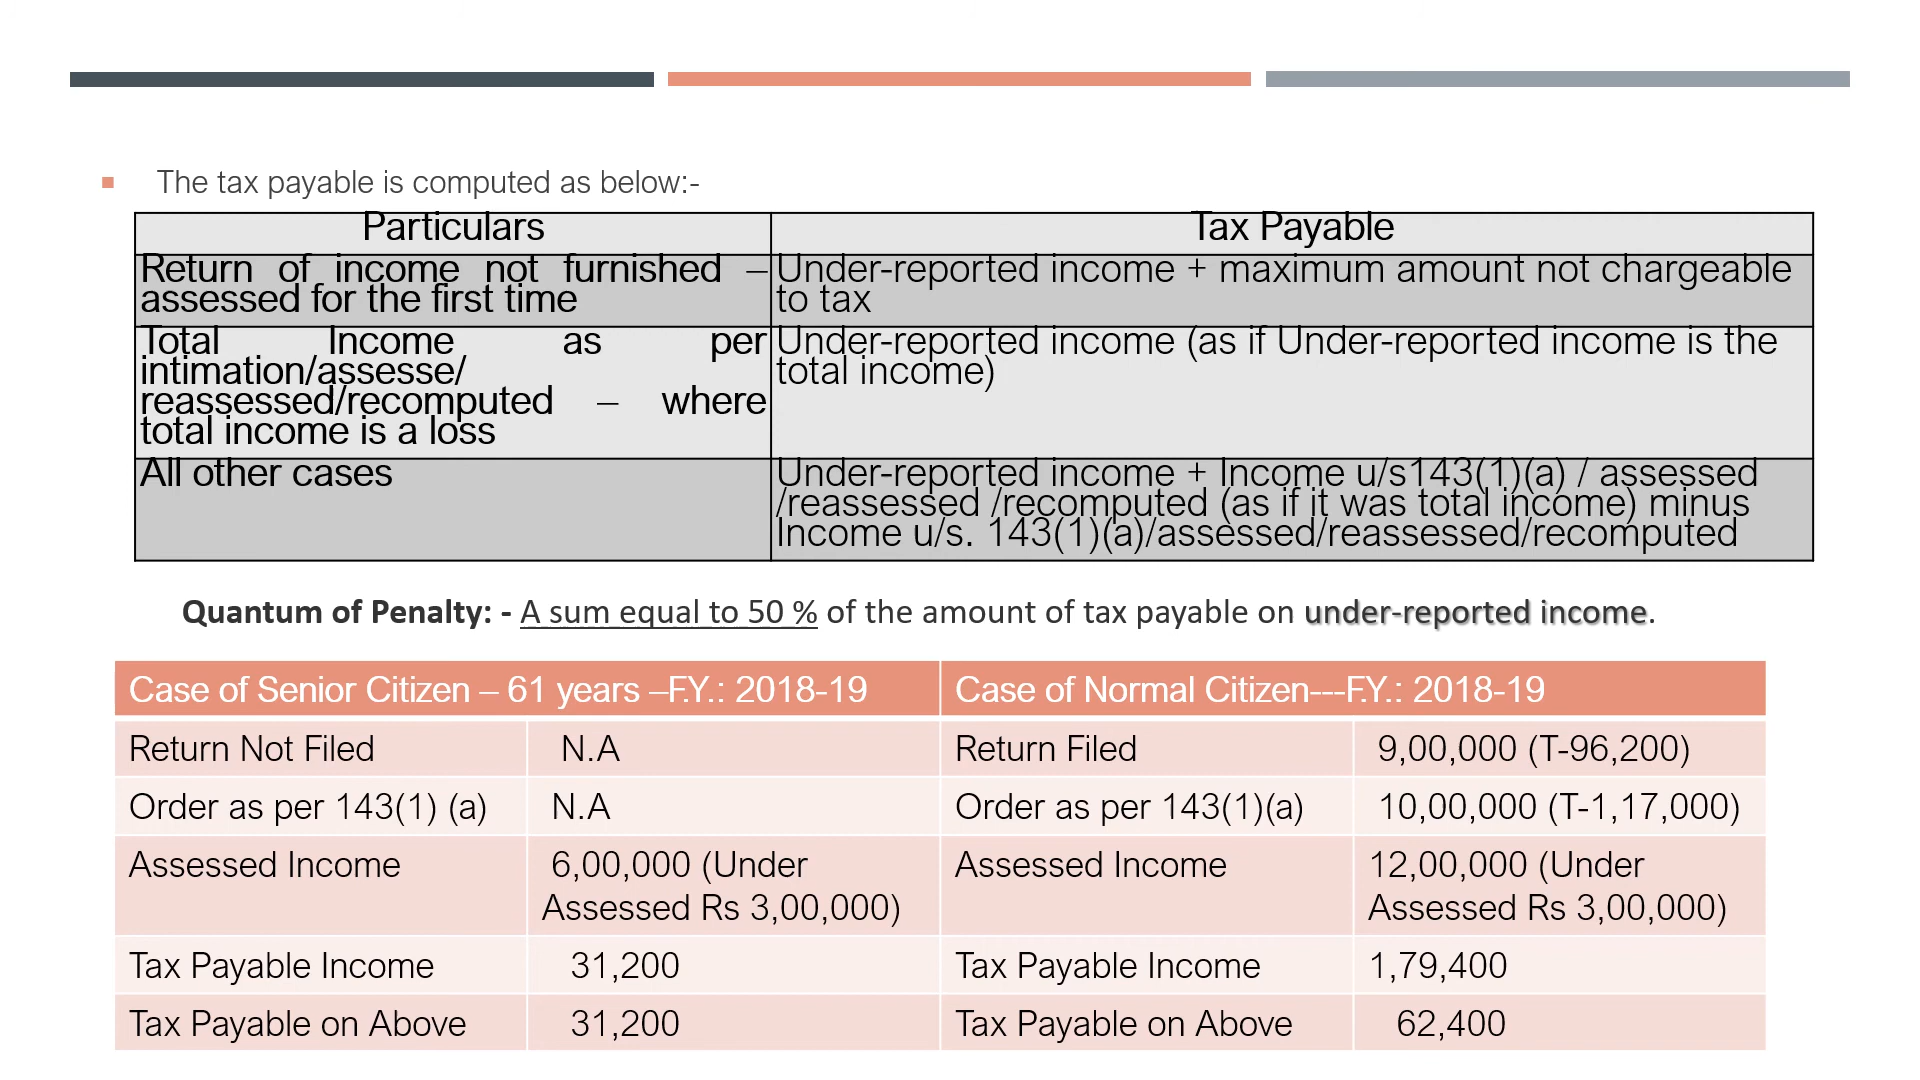 The tax payable is computed as below:-
Particulars
Tax Payable
Return of income not furnished –
assessed for the first time
Under-reported income + maximum amount not chargeable
to tax
Total Income as per
intimation/assesse/
reassessed/recomputed – where
total income is a loss
Under-reported income (as if Under-reported income is the
total income)
All other cases
Under-reported income + Income u/s143(1)(a) / assessed
/reassessed /recomputed (as if it was total income) minus
Income u/s. 143(1)(a)/assessed/reassessed/recomputed
Quantum of Penalty: - A sum equal to 50 % of the amount of tax payable on under-reported income.
Case of Senior Citizen – 61 years –F.Y.: 2018-19
Case of Normal Citizen---F.Y.: 2018-19
Return Not Filed
N.A
Return Filed
9,00,000 (T-96,200)
Order as per 143(1) (a)
N.A
Order as per 143(1)(a)
10,00,000 (T-1,17,000)
Assessed Income
6,00,000 (Under
Assessed Rs 3,00,000)
Assessed Income
12,00,000 (Under
Assessed Rs 3,00,000)
Tax Payable Income
31,200
Tax Payable Income
1,79,400
Tax Payable on Above
31,200
Tax Payable on Above
62,400